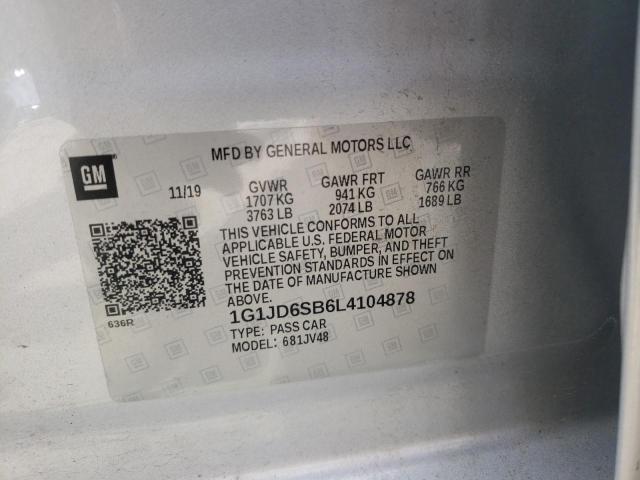 GM
MFD BY GENERAL MOTORS LLC
11/19 GVWR GAWR FRT GAWR RR
1707 KG 941 KG 766 KG
3763 LB 2074 LB 1689 LB
THIS VEHICLE CONFORMS TO ALL
APPLICABLE U.S. FEDERAL MOTOR
VEHICLE SAFETY, BUMPER, AND THEFT
PREVENTION STANDARDS IN EFFECT ON
THE DATE OF MANUFACTURE SHOWN
ABOVE.
1G1JD6SB6L4104878
TYPE: PASS CAR
MODEL: 681JV48
636R